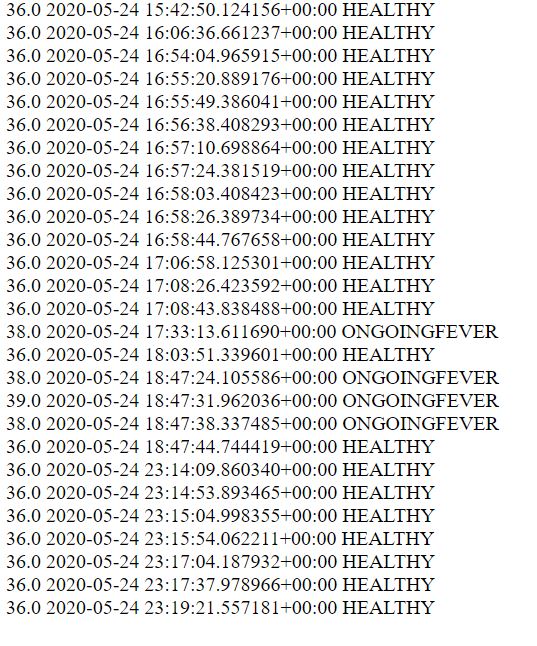 36.0 2020-05-24 15:42:50.124156+00:00 HEALTHY
36.0 2020-05-24 16:06:36.661237+00:00 HEALTHY
36.0 2020-05-24 16:54:04.965915+00:00 HEALTHY
36.0 2020-05-24 16:55:20.889176+00:00 HEALTHY
36.0 2020-05-24 16:55:49.386041+00:00 HEALTHY
36.0 2020-05-24 16:56:38.408293+00:00 HEALTHY
36.0 2020-05-24 16:57:10.698864+00:00 HEALTHY
36.0 2020-05-24 16:57:24.381519+00:00 HEALTHY
36.0 2020-05-24 16:58:03.408423+00:00 HEALTHY
36.0 2020-05-24 16:58:26.389734+00:00 HEALTHY
36.0 2020-05-24 16:58:44.767658+00:00 HEALTHY
36.0 2020-05-24 17:06:58.125301+00:00 HEALTHY
36.0 2020-05-24 17:08:26.423592+00:00 HEALTHY
36.0 2020-05-24 17:08:43.838488+00:00 HEALTHY
38.0 2020-05-24 17:33:13.611690+00:00 ONGOINGFEVER
36.0 2020-05-24 18:03:51.339601+00:00 HEALTHY
38.0 2020-05-24 18:47:24.105586+00:00 ONGOINGFEVER
39.0 2020-05-24 18:47:31.962036+00:00 ONGOINGFEVER
38.0 2020-05-24 18:47:38.337485+00:00 ONGOINGFEVER
36.0 2020-05-24 18:47:44.744419+00:00 HEALTHY
36.0 2020-05-24 23:14:09.860340+00:00 HEALTHY
36.0 2020-05-24 23:14:53.893465+00:00 HEALTHY
36.0 2020-05-24 23:15:04.998355+00:00 HEALTHY
36.0 2020-05-24 23:15:54.062211+00:00 HEALTHY
36.0 2020-05-24 23:17:04.187932+00:00 HEALTHY
36.0 2020-05-24 23:17:37.978966+00:00 HEALTHY
36.0 2020-05-24 23:19:21.557181+00:00 HEALTHY